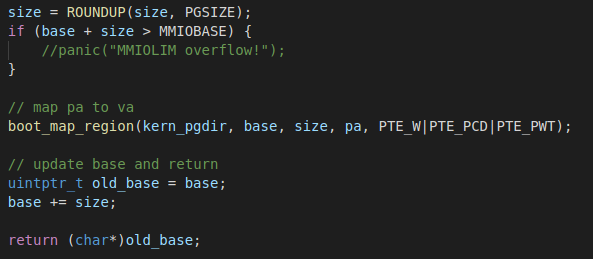 size = ROUNDUP(size, PGSIZE);
if (base + size > MMIOBASE) {
    //panic("MMIOLIM overflow!");
}

// map pa to va
boot_map_region(kern_pgdir, base, size, pa, PTE_W|PTE_PCD|PTE_PWT);

// update base and return
uintptr_t old_base = base;
base += size;

return (char*)old_base;